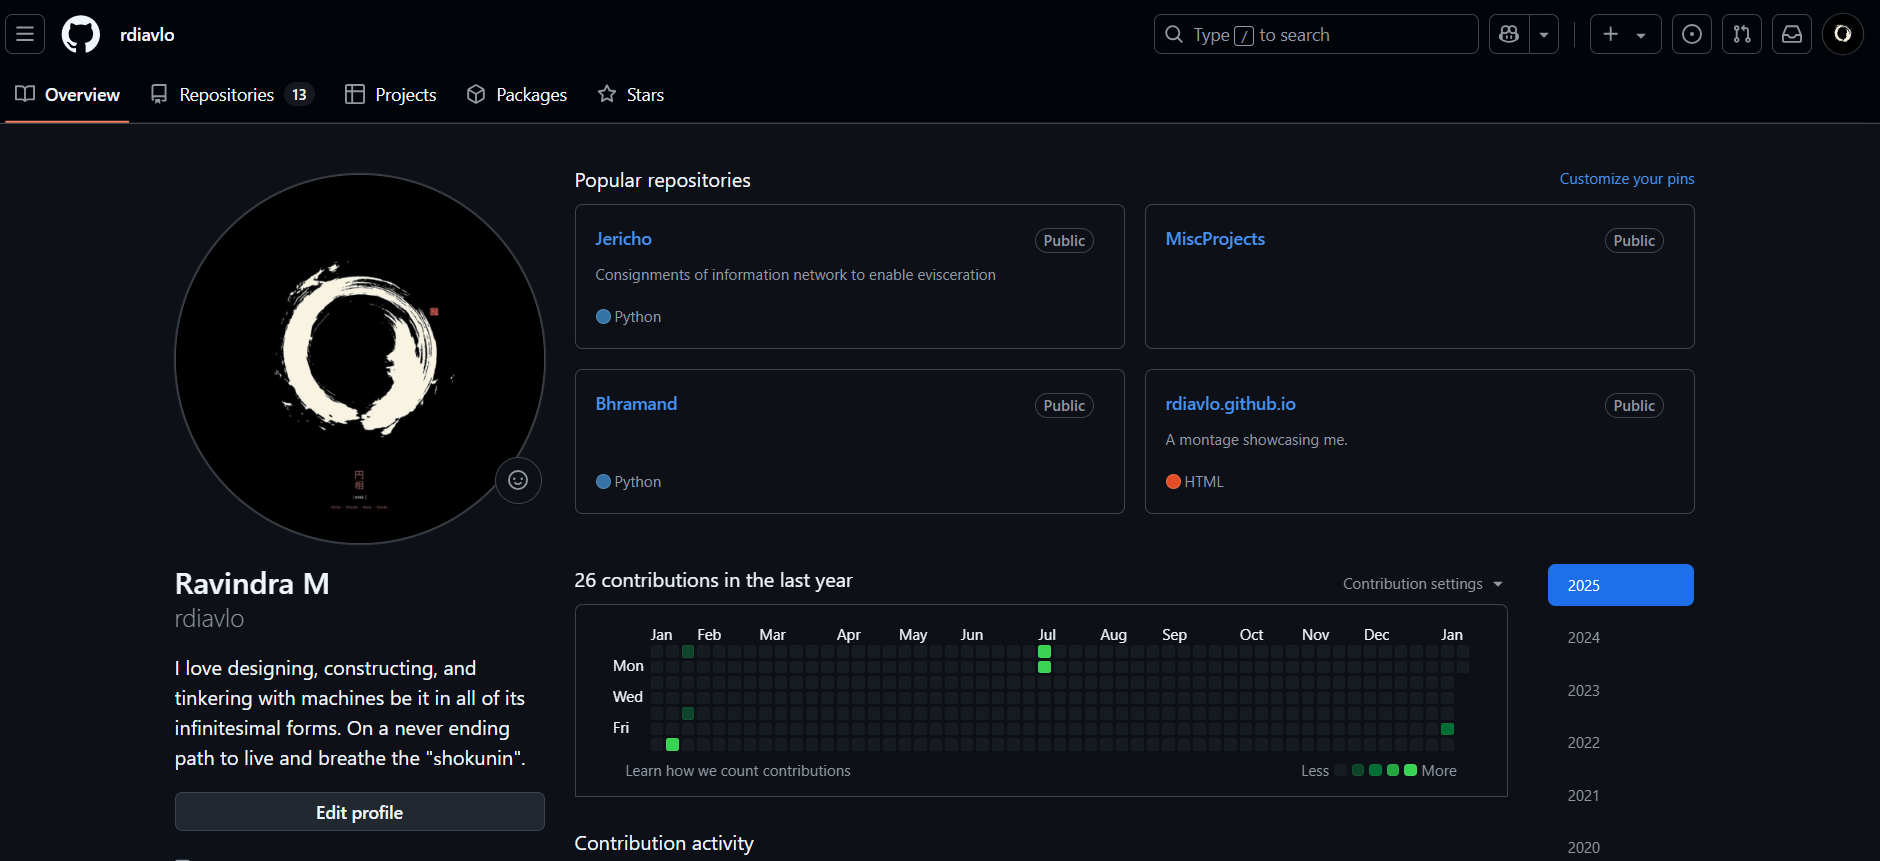 rdiavlo
Type / to search
Overview
Repositories 13
Projects
Packages
Stars
円
相
Ravindra M
rdiavlo
I love designing, constructing, and
tinkering with machines be it in all of its
infinitesimal forms. On a never ending
path to live and breathe the "shokunin".
Edit profile
Popular repositories
Customize your pins
Jericho
Public
Consignments of information network to enable evisceration
Python
MiscProjects
Public
Bhramand
Public
Python
rdiavlo.github.io
Public
A montage showcasing me.
HTML
26 contributions in the last year
Contribution settings
Jan Feb Mar Apr May Jun Jul Aug Sep Oct Nov Dec Jan
Mon
Wed
Fri
Learn how we count contributions
Less
More
2025
2024
2023
2022
2021
2020
Contribution activity